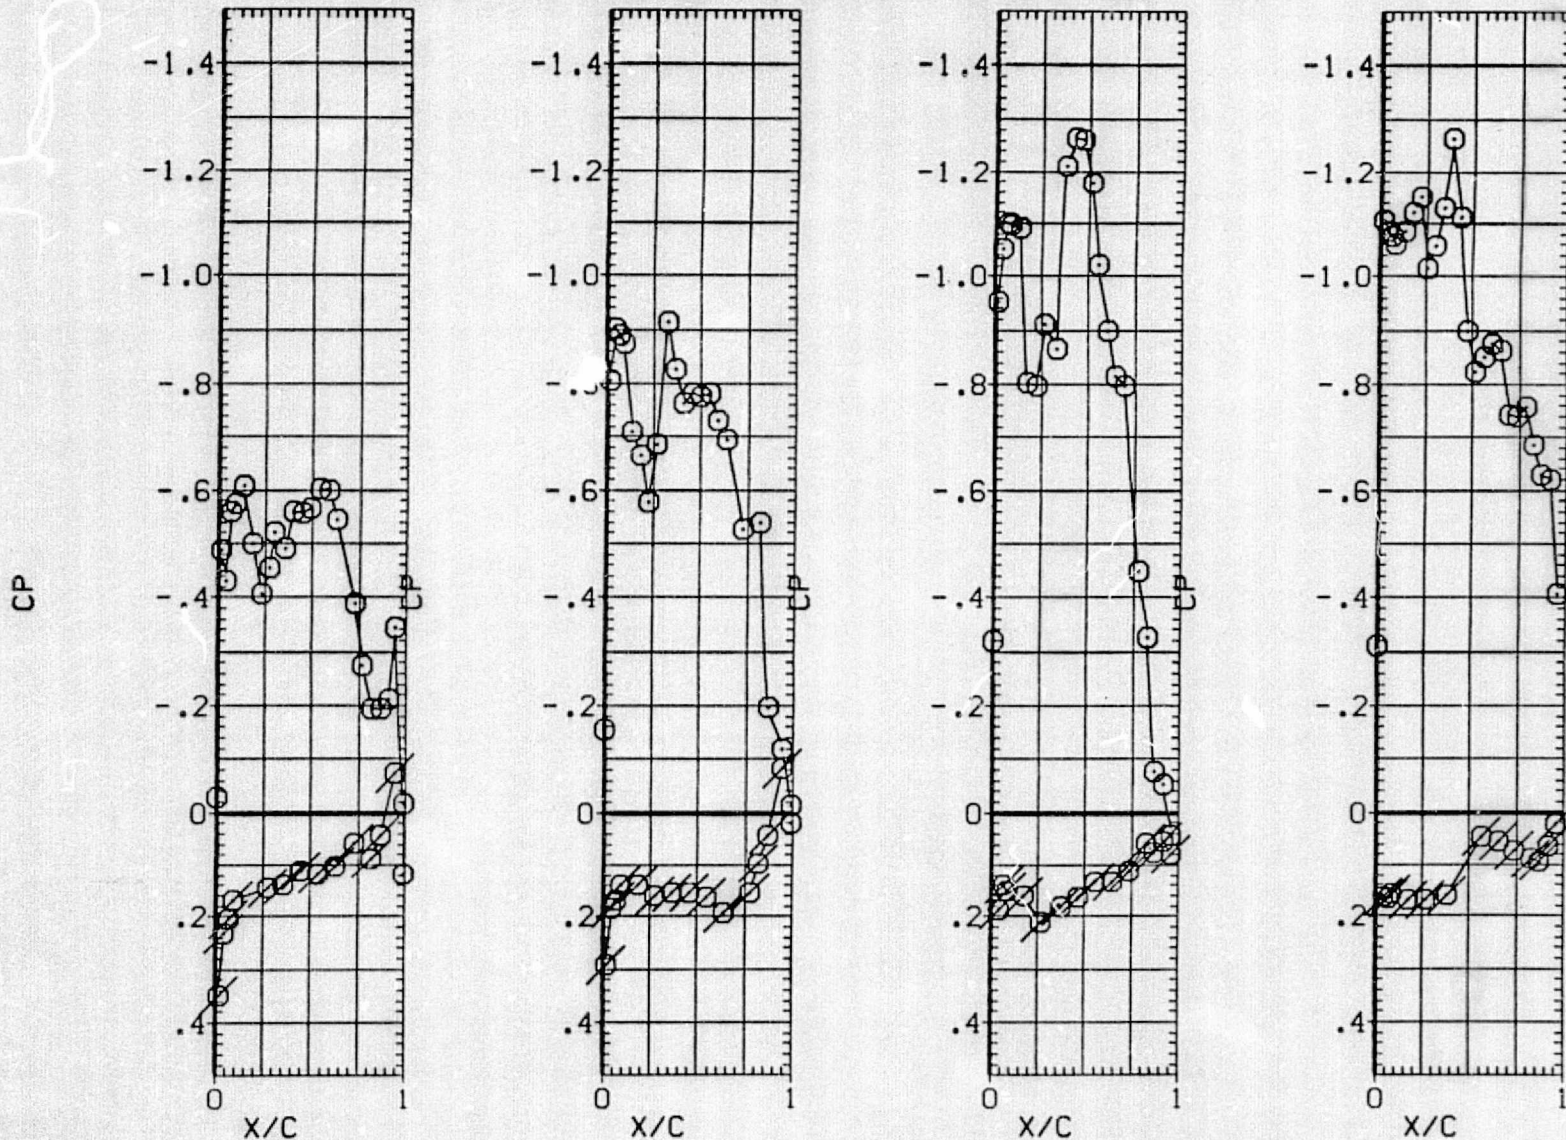 -1.4 -1.4 -1.4 -1.4
-1.2 -1.2 -1.2 -1.2
-1.0 -1.0 -1.0 -1.0
-.8 -.8 -.8
-.6 -.6 -.6 -.6
CP CP CP CP
-.4 -.4 -.4 -.4
-.2 -.2 -.2 -.2
0 0 0 0
.2 .2 .2 .2
.4 .4 .4 .4
0 1 0 1 0 1 0 1
X/C X/C X/C X/C